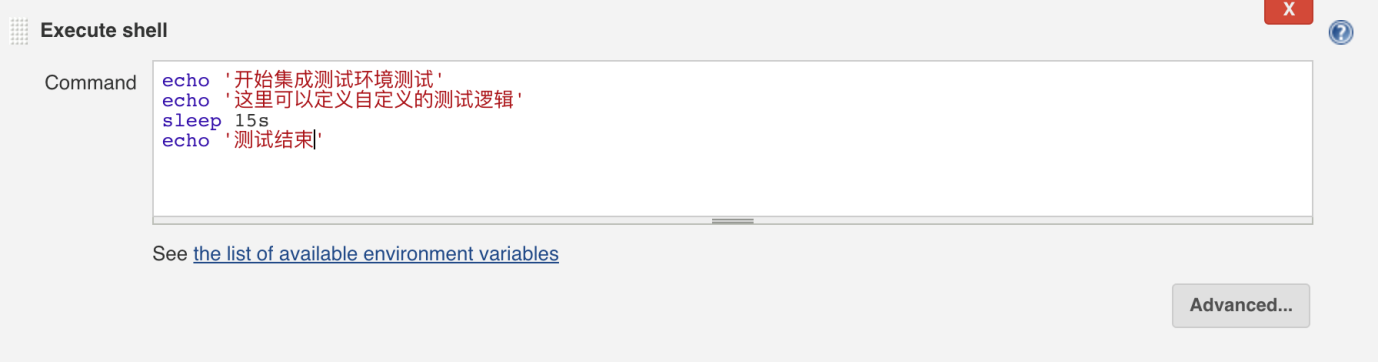 X
Execute shell
?
Command
echo '开始集成测试环境测试'
echo '这里可以定义自定义的测试逻辑'
sleep 15s
echo '测试结束'
See the list of available environment variables
Advanced...